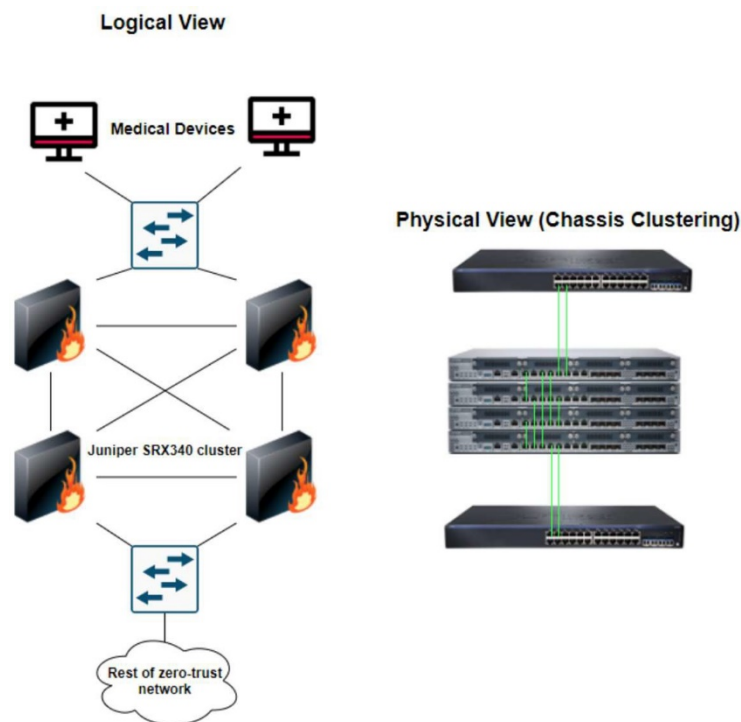 Logical View
Medical Devices
Physical View (Chassis Clustering)
Juniper SRX340 cluster
Rest of zero-trust
network